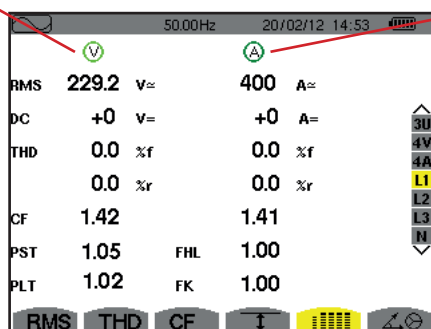 50.00Hz 20/02/12 14:53
V A
RMS 229.2 V≃ 400 A≃
DC +0 V= +0 A=
THD 0.0 %f 0.0 %f
0.0 %r 0.0 %r
CF 1.42 1.41
PST 1.05 FHL 1.00
PLT 1.02 FK 1.00
3U
4V
4A
L1
L2
L3
N
RMS THD CF